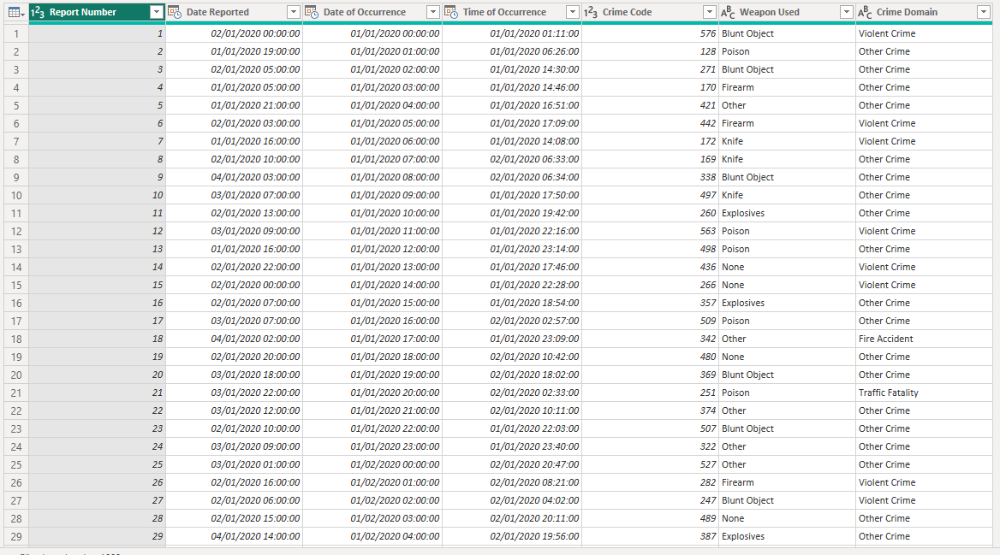 1²3 Report Number Date Reported Date of Occurrence Time of Occurrence 1²3 Crime Code ABC Weapon Used ABC Crime Domain
1 1 02/01/2020 00:00:00 01/01/2020 00:00:00 01/01/2020 01:11:00 576 Blunt Object Violent Crime
2 2 01/01/2020 19:00:00 01/01/2020 01:00:00 01/01/2020 06:26:00 128 Poison Other Crime
3 3 02/01/2020 05:00:00 01/01/2020 02:00:00 01/01/2020 14:30:00 271 Blunt Object Other Crime
4 4 01/01/2020 05:00:00 01/01/2020 03:00:00 01/01/2020 14:46:00 170 Firearm Other Crime
5 5 01/01/2020 21:00:00 01/01/2020 04:00:00 01/01/2020 16:51:00 421 Other Other Crime
6 6 02/01/2020 03:00:00 01/01/2020 05:00:00 01/01/2020 17:09:00 442 Firearm Violent Crime
7 7 01/01/2020 16:00:00 01/01/2020 06:00:00 01/01/2020 14:08:00 172 Knife Violent Crime
8 8 02/01/2020 10:00:00 01/01/2020 07:00:00 02/01/2020 06:33:00 169 Knife Other Crime
9 9 04/01/2020 03:00:00 01/01/2020 08:00:00 02/01/2020 06:34:00 338 Blunt Object Other Crime
10 10 03/01/2020 07:00:00 01/01/2020 09:00:00 01/01/2020 17:50:00 497 Knife Other Crime
11 11 02/01/2020 13:00:00 01/01/2020 10:00:00 01/01/2020 19:42:00 260 Explosives Other Crime
12 12 03/01/2020 09:00:00 01/01/2020 11:00:00 01/01/2020 22:16:00 563 Poison Violent Crime
13 13 01/01/2020 16:00:00 01/01/2020 12:00:00 01/01/2020 23:14:00 498 Poison Other Crime
14 14 02/01/2020 22:00:00 01/01/2020 13:00:00 01/01/2020 17:46:00 436 None Violent Crime
15 15 02/01/2020 00:00:00 01/01/2020 14:00:00 01/01/2020 22:28:00 266 None Violent Crime
16 16 02/01/2020 07:00:00 01/01/2020 15:00:00 01/01/2020 18:54:00 357 Explosives Other Crime
17 17 03/01/2020 07:00:00 01/01/2020 16:00:00 02/01/2020 02:57:00 509 Poison Other Crime
18 18 04/01/2020 02:00:00 01/01/2020 17:00:00 01/01/2020 23:09:00 342 Other Fire Accident
19 19 02/01/2020 20:00:00 01/01/2020 18:00:00 02/01/2020 10:42:00 480 None Other Crime
20 20 03/01/2020 18:00:00 01/01/2020 19:00:00 02/01/2020 18:02:00 369 Blunt Object Other Crime
21 21 03/01/2020 22:00:00 01/01/2020 20:00:00 02/01/2020 02:33:00 251 Poison Traffic Fatality
22 22 03/01/2020 12:00:00 01/01/2020 21:00:00 02/01/2020 10:11:00 374 Other Other Crime
23 23 02/01/2020 10:00:00 01/01/2020 22:00:00 01/01/2020 22:03:00 507 Blunt Object Other Crime
24 24 03/01/2020 09:00:00 01/01/2020 23:00:00 01/01/2020 23:40:00 322 Other Other Crime
25 25 03/01/2020 01:00:00 01/02/2020 00:00:00 02/01/2020 20:47:00 527 Other Other Crime
26 26 02/01/2020 16:00:00 01/02/2020 01:00:00 02/01/2020 08:21:00 282 Firearm Violent Crime
27 27 02/01/2020 06:00:00 01/02/2020 02:00:00 02/01/2020 04:02:00 247 Blunt Object Violent Crime
28 28 02/01/2020 15:00:00 01/02/2020 03:00:00 02/01/2020 20:11:00 489 None Other Crime
29 29 04/01/2020 14:00:00 01/02/2020 04:00:00 02/01/2020 19:56:00 387 Explosives Other Crime